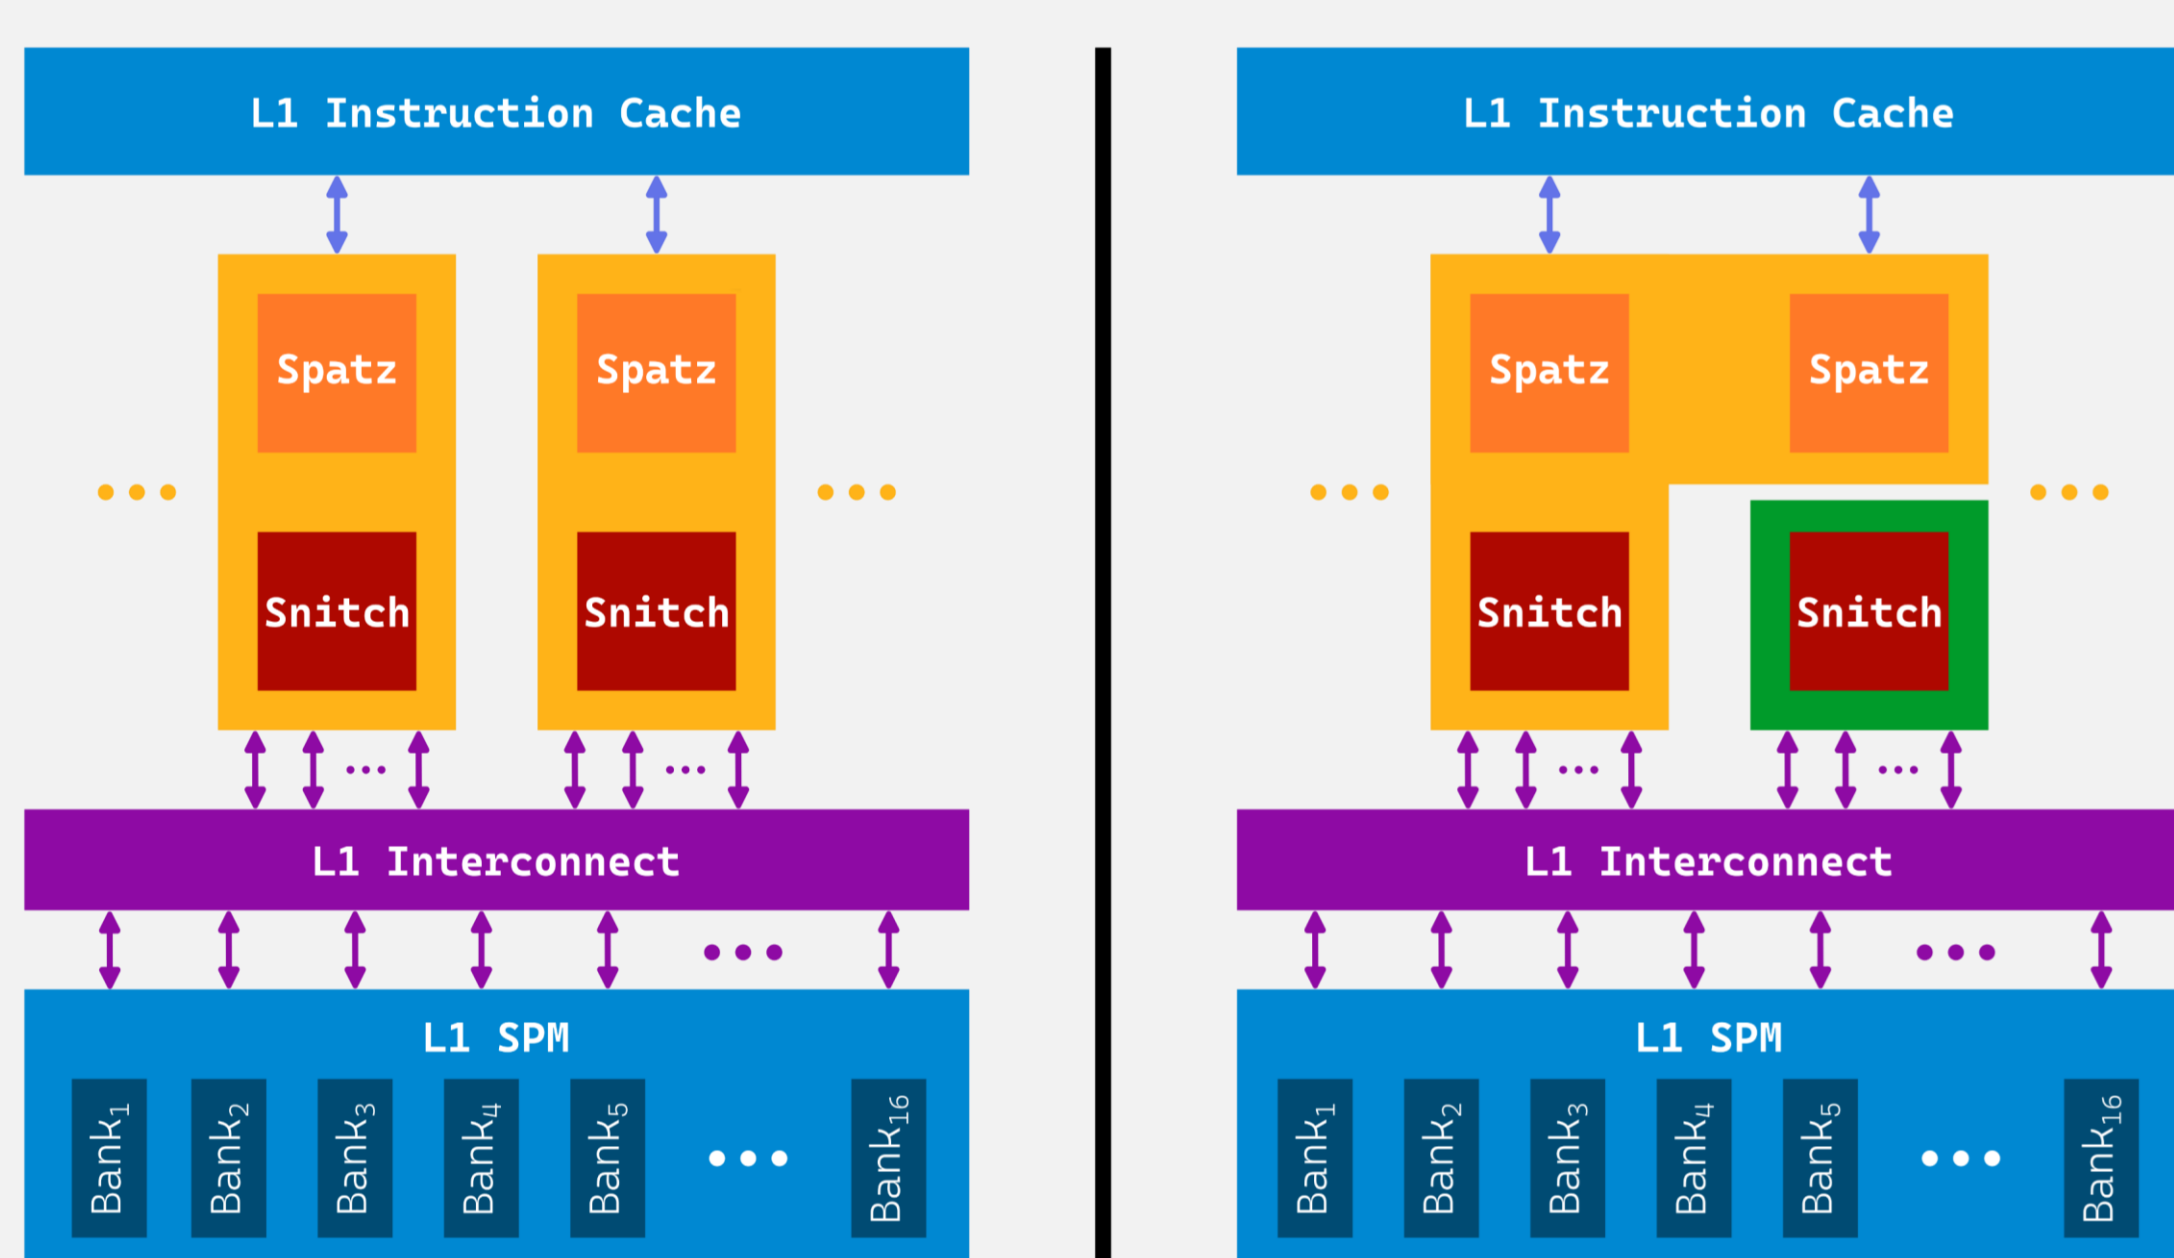 L1 Instruction Cache
Spatz
Spatz
Snitch
Snitch
L1 Interconnect
L1 SPM
Bank1
Bank2
Bank3
Bank4
Bank5
Bank16
L1 Instruction Cache
Spatz
Spatz
Snitch
Snitch
L1 Interconnect
L1 SPM
Bank1
Bank2
Bank3
Bank4
Bank5
Bank16